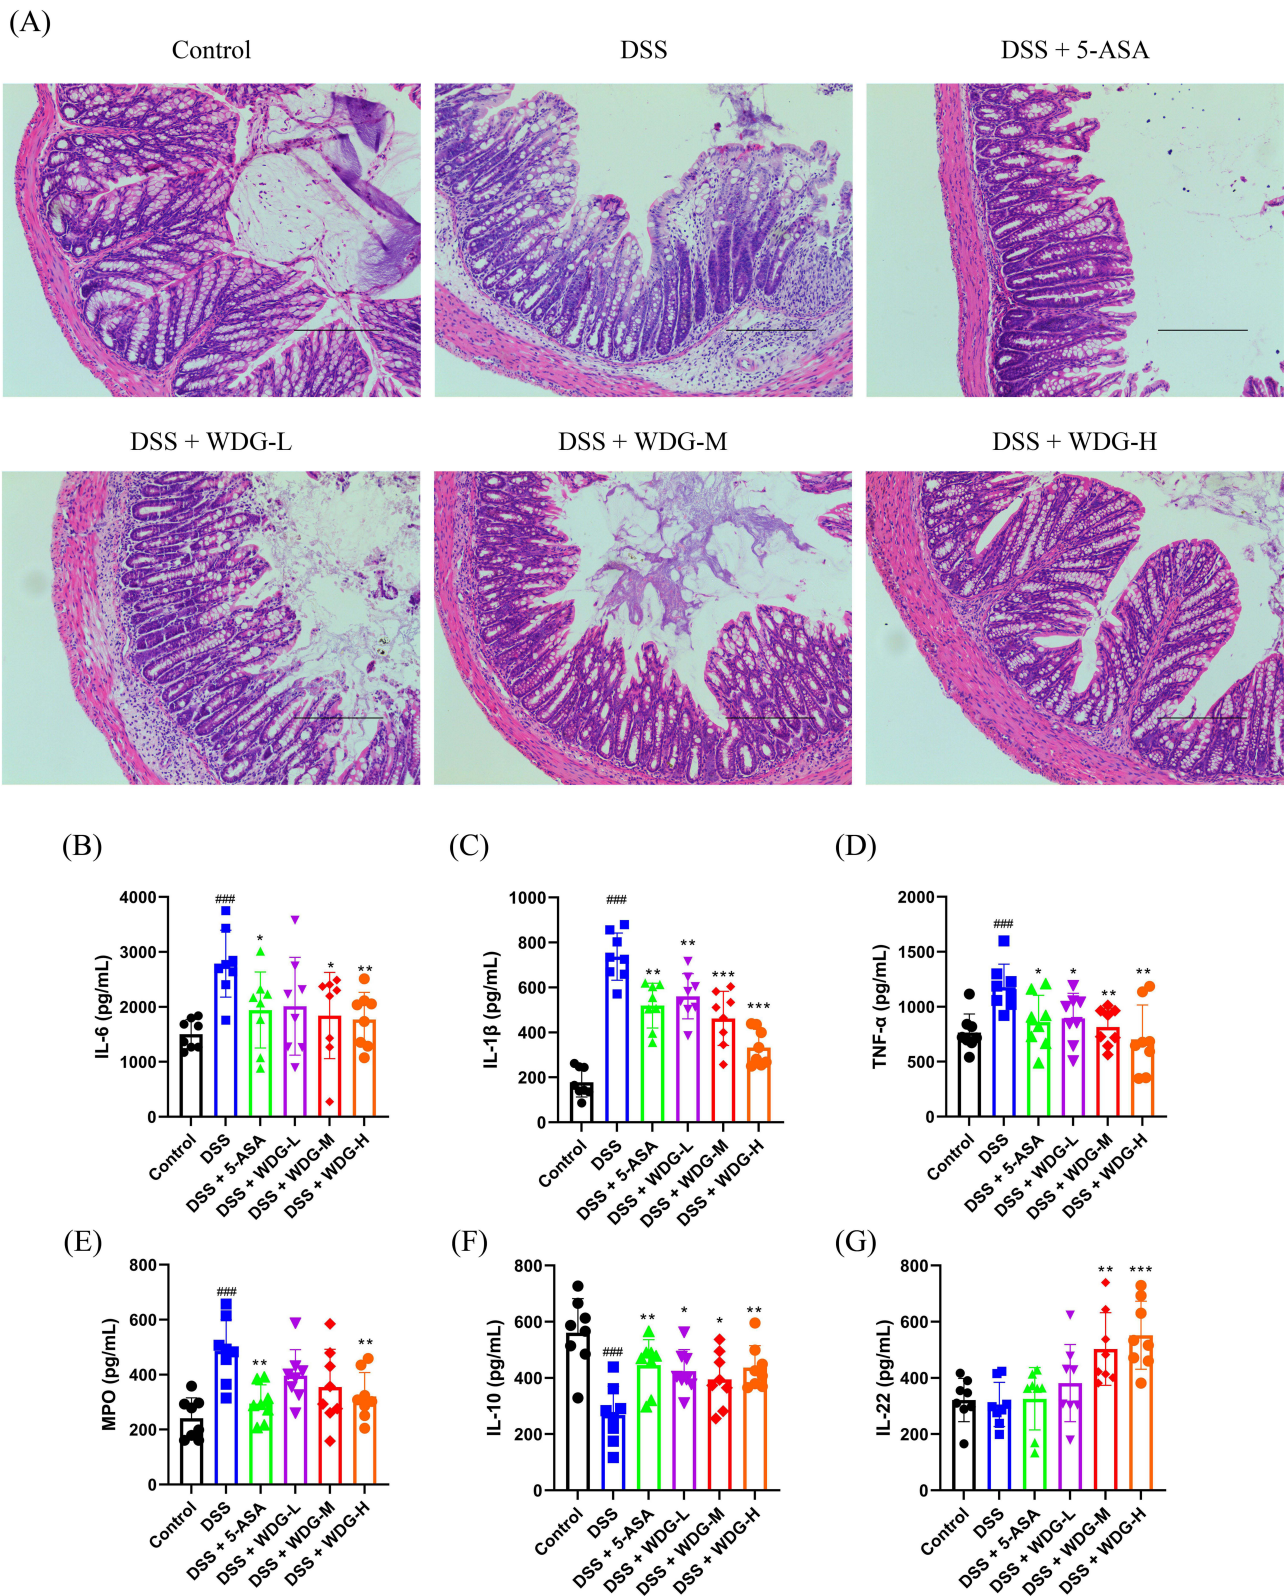 (A)
Control
DSS
DSS + 5-ASA
DSS + WDG-L
DSS + WDG-M
DSS + WDG-H
(B)
IL-6 (pg/mL)
4000
3000
2000
1000
0
###
*
*
**
Control
DSS
DSS + 5-ASA
DSS + WDG-L
DSS + WDG-M
DSS + WDG-H
(C)
IL-1β (pg/mL)
1000
800
600
400
200
0
###
**
**
***
***
Control
DSS
DSS + 5-ASA
DSS + WDG-L
DSS + WDG-M
DSS + WDG-H
(D)
TNF-α (pg/mL)
2000
1500
1000
500
0
###
*
*
**
**
Control
DSS
DSS + 5-ASA
DSS + WDG-L
DSS + WDG-M
DSS + WDG-H
(E)
MPO (pg/mL)
800
600
400
200
0
###
**
**
Control
DSS
DSS + 5-ASA
DSS + WDG-L
DSS + WDG-M
DSS + WDG-H
(F)
IL-10 (pg/mL)
800
600
400
200
0
###
**
*
*
**
Control
DSS
DSS + 5-ASA
DSS + WDG-L
DSS + WDG-M
DSS + WDG-H
(G)
IL-22 (pg/mL)
800
600
400
200
0
**
***
Control
DSS
DSS + 5-ASA
DSS + WDG-L
DSS + WDG-M
DSS + WDG-H